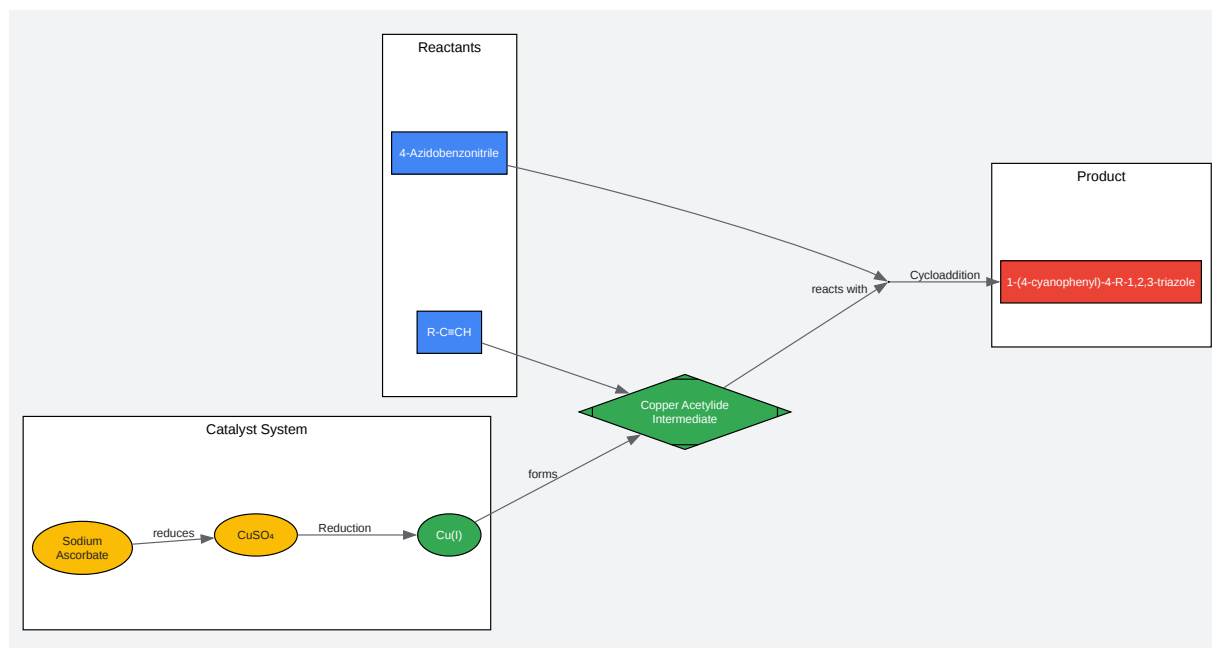 Reactants
4-Azidobenzonitrile
R-C≡CH
Product
Cycloaddition
1-(4-cyanophenyl)-4-R-1,2,3-triazole
reacts with
Copper Acetylide
Intermediate
Catalyst System
forms
Sodium
Ascorbate
reduces
CuSO₄
Reduction
Cu(I)